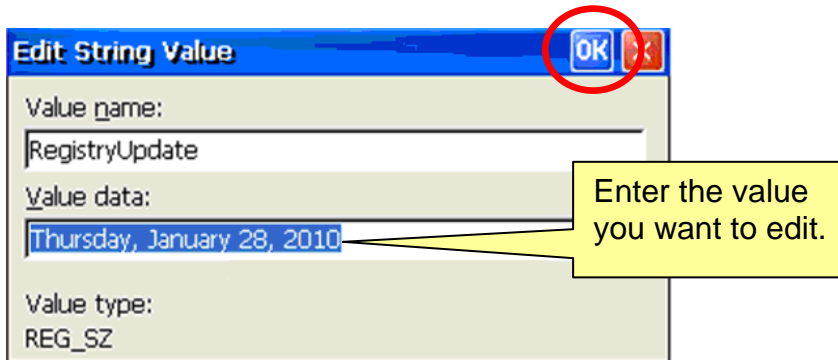 Edit String Value
OK
Value name:
RegistryUpdate
Value data:
Thursday, January 28, 2010
Enter the value
you want to edit.
Value type:
REG_SZ